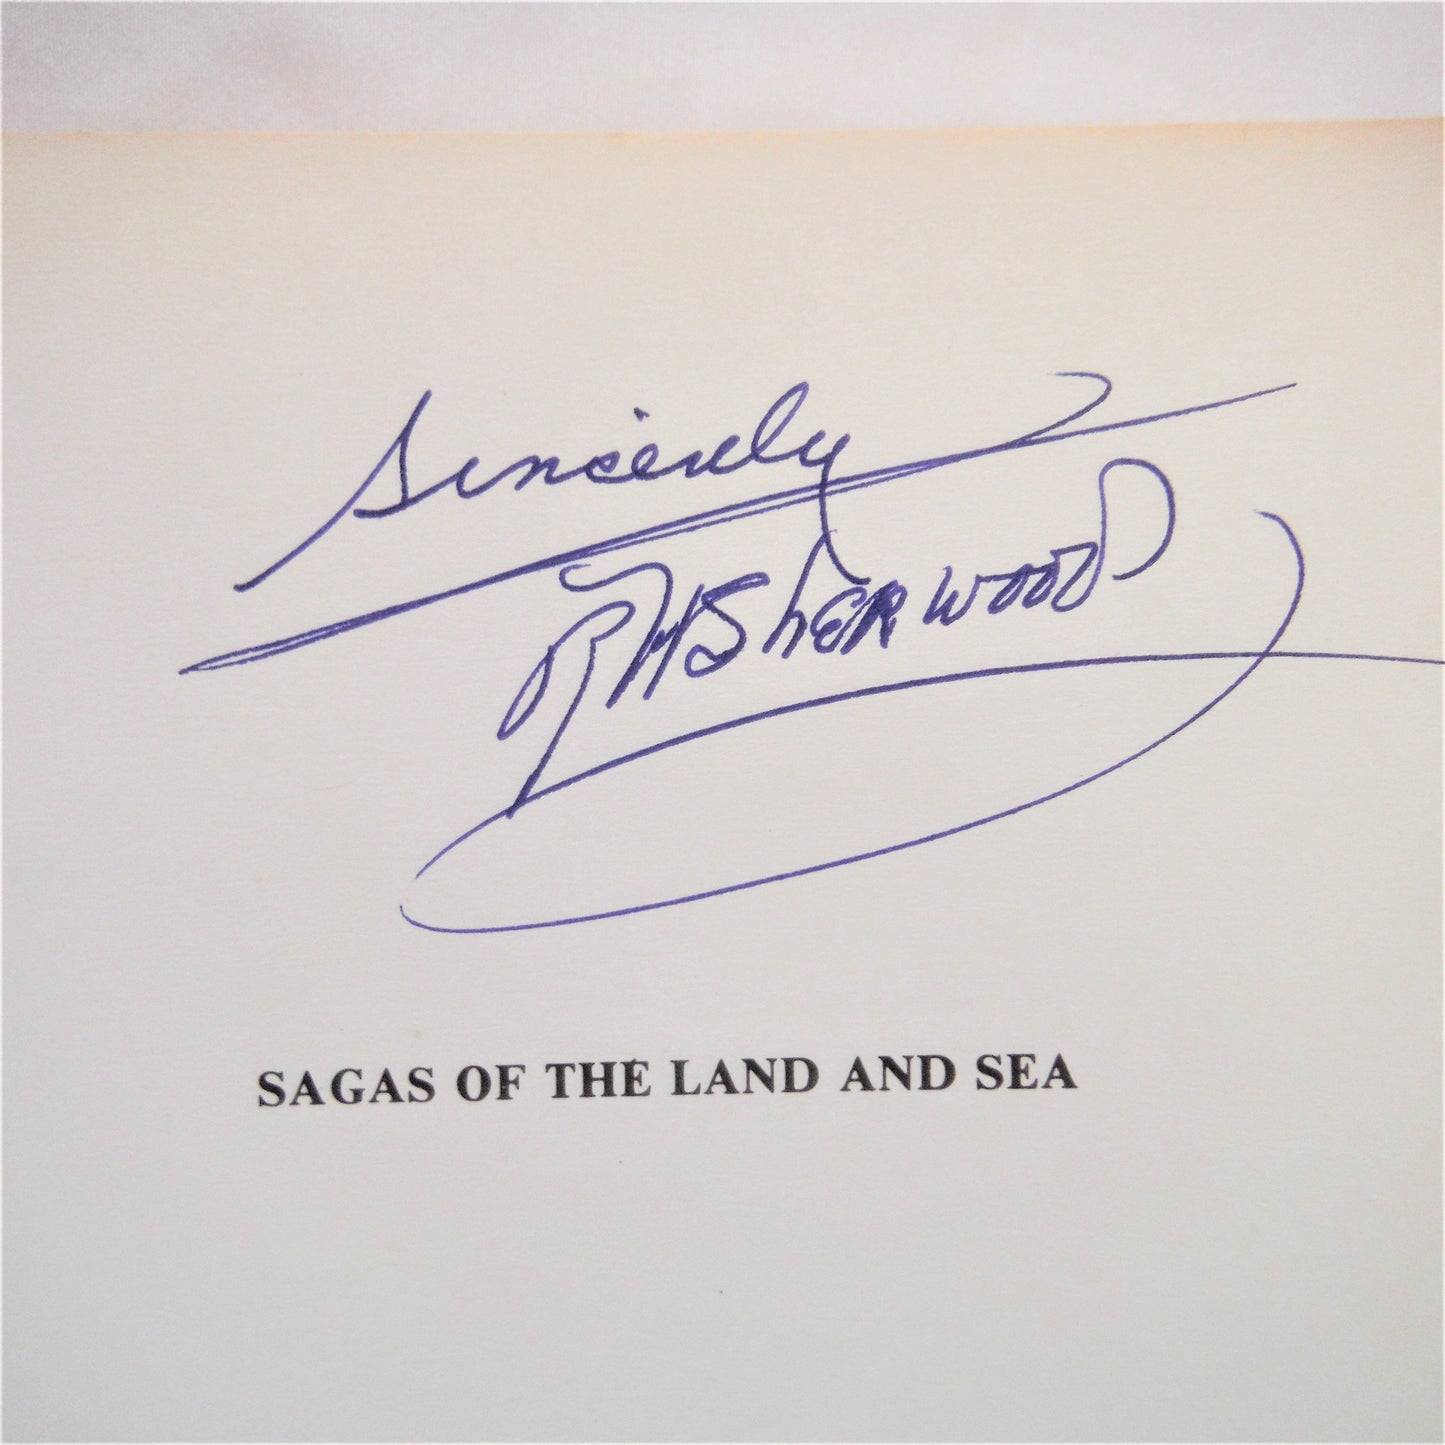 Sincerely
RH Sherwood
SAGAS OF THE LAND AND SEA